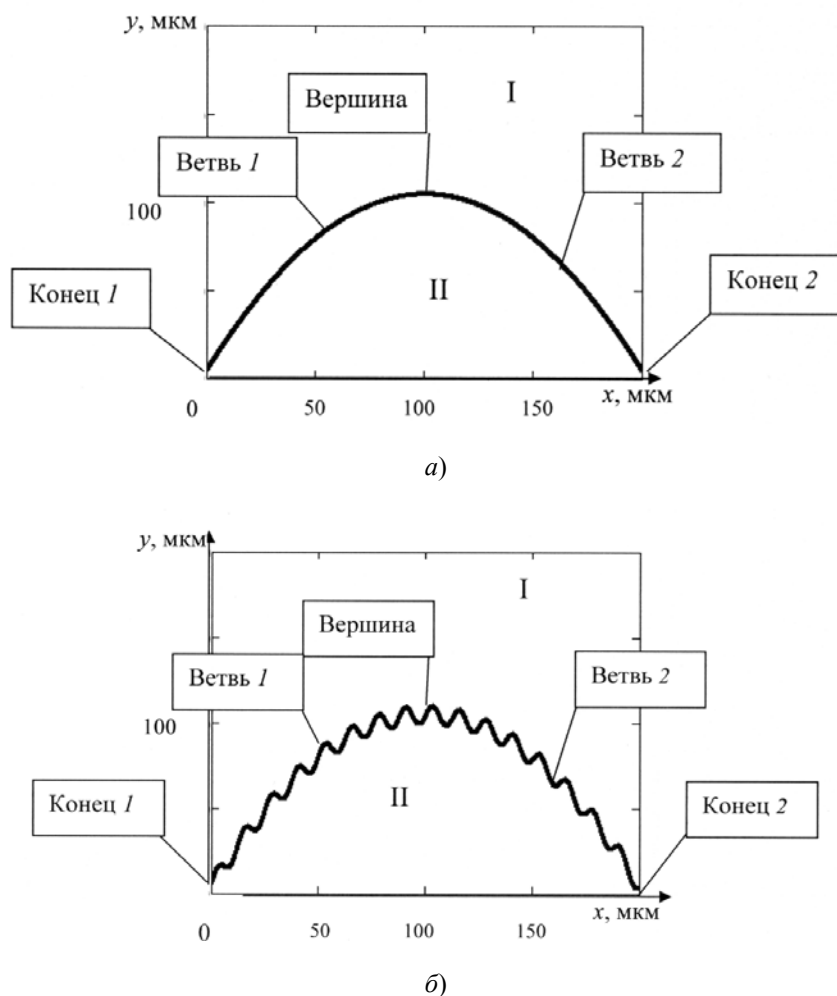 y, мкм
I
Вершина
Ветвь 1
Ветвь 2
100
Конец 1
II
Конец 2
0
50
100
150
x, мкм
а)
y, мкм
I
Вершина
Ветвь 1
Ветвь 2
100
Конец 1
II
Конец 2
0
50
100
150
x, мкм
б)